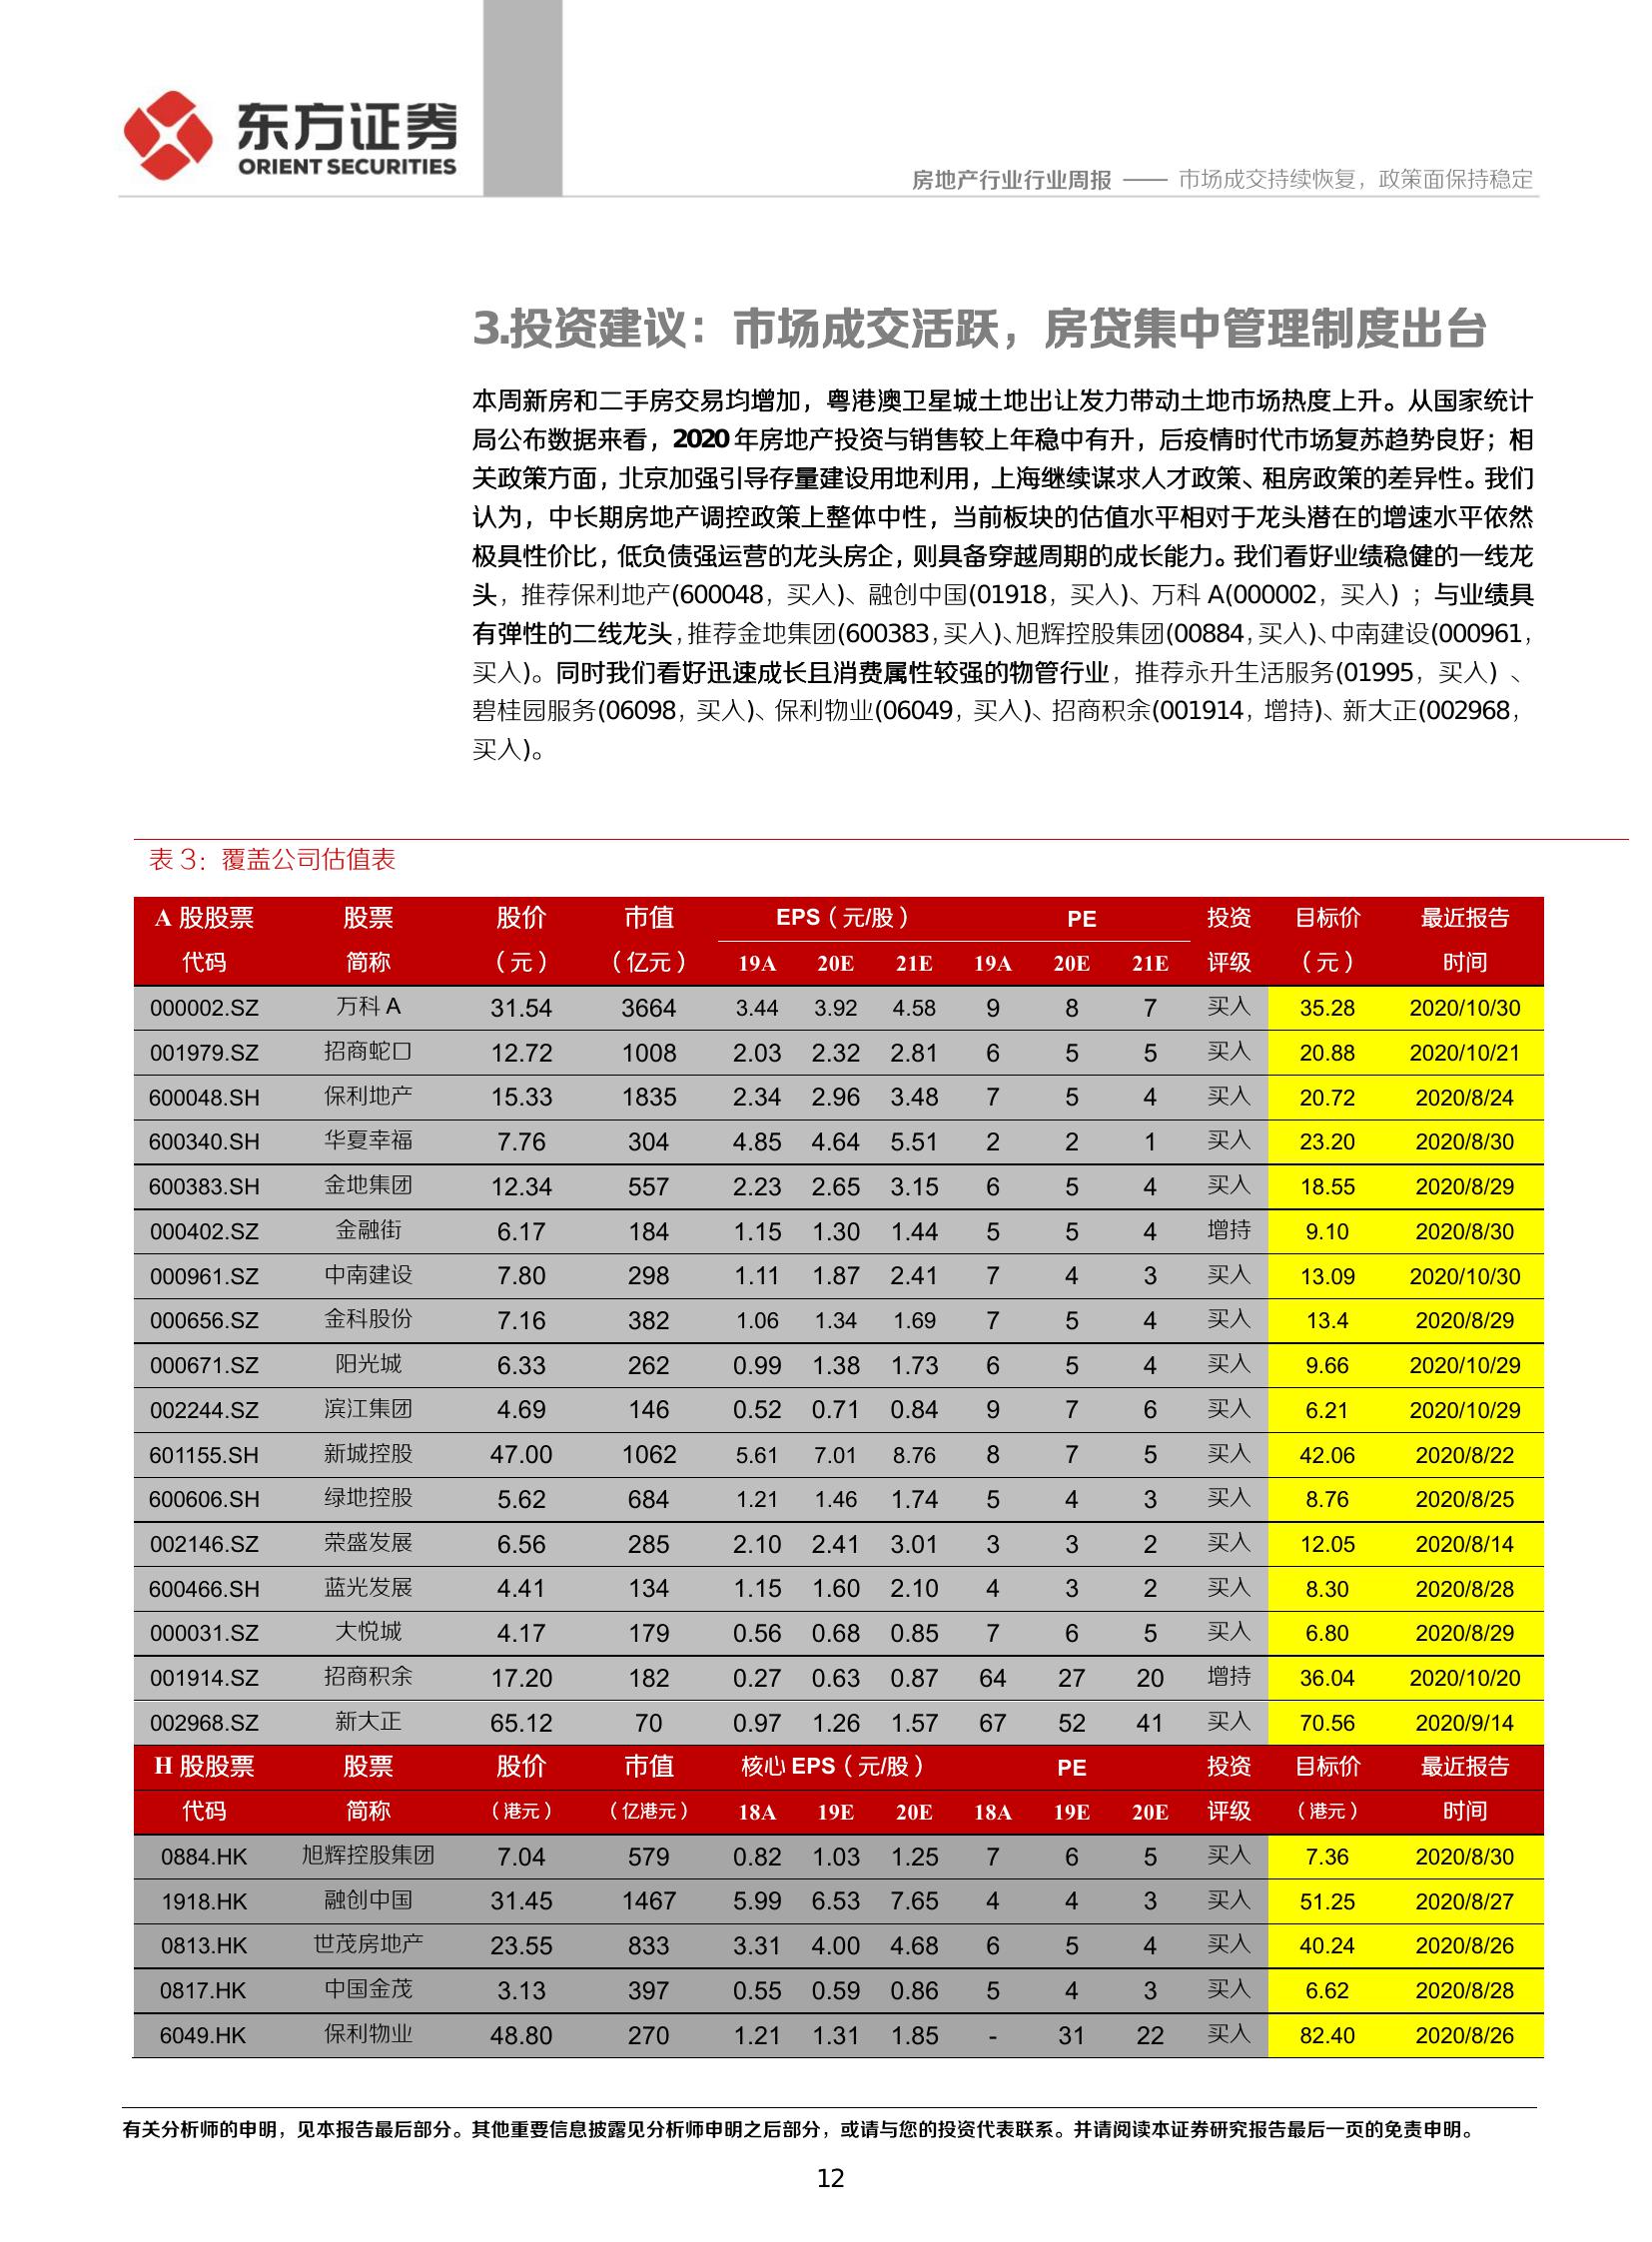 东方证券
ORIENT SECURITIES
房地产行业行业周报 —— 市场成交持续恢复，政策面保持稳定
3.投资建议：市场成交活跃，房贷集中管理制度出台
本周新房和二手房交易均增加，粤港澳卫星城土地出让发力带动土地市场热度上升。从国家统计
局公布数据来看，2020 年房地产投资与销售较上年稳中有升，后疫情时代市场复苏趋势良好；相
关政策方面，北京加强引导存量建设用地利用，上海继续谋求人才政策、租房政策的差异性。我们
认为，中长期房地产调控政策上整体中性，当前板块的估值水平相对于龙头潜在的增速水平依然
极具性价比，低负债强运营的龙头房企，则具备穿越周期的成长能力。我们看好业绩稳健的一线龙
头，推荐保利地产(600048，买入)、融创中国(01918，买入)、万科 A(000002，买入) ；与业绩具
有弹性的二线龙头，推荐金地集团(600383，买入)、旭辉控股集团(00884，买入)、中南建设(000961，
买入)。同时我们看好迅速成长且消费属性较强的物管行业，推荐永升生活服务(01995，买入) 、
碧桂园服务(06098，买入)、保利物业(06049，买入)、招商积余(001914，增持)、新大正(002968，
买入)。
表 3：覆盖公司估值表
A 股股票 股票 股价 市值 EPS（元/股） PE 投资 目标价 最近报告
代码 简称 （元） （亿元） 19A 20E 21E 19A 20E 21E 评级 （元） 时间
000002.SZ 万科 A 31.54 3664 3.44 3.92 4.58 9 8 7 买入 35.28 2020/10/30
001979.SZ 招商蛇口 12.72 1008 2.03 2.32 2.81 6 5 5 买入 20.88 2020/10/21
600048.SH 保利地产 15.33 1835 2.34 2.96 3.48 7 5 4 买入 20.72 2020/8/24
600340.SH 华夏幸福 7.76 304 4.85 4.64 5.51 2 2 1 买入 23.20 2020/8/30
600383.SH 金地集团 12.34 557 2.23 2.65 3.15 6 5 4 买入 18.55 2020/8/29
000402.SZ 金融街 6.17 184 1.15 1.30 1.44 5 5 4 增持 9.10 2020/8/30
000961.SZ 中南建设 7.80 298 1.11 1.87 2.41 7 4 3 买入 13.09 2020/10/30
000656.SZ 金科股份 7.16 382 1.06 1.34 1.69 7 5 4 买入 13.4 2020/8/29
000671.SZ 阳光城 6.33 262 0.99 1.38 1.73 6 5 4 买入 9.66 2020/10/29
002244.SZ 滨江集团 4.69 146 0.52 0.71 0.84 9 7 6 买入 6.21 2020/10/29
601155.SH 新城控股 47.00 1062 5.61 7.01 8.76 8 7 5 买入 42.06 2020/8/22
600606.SH 绿地控股 5.62 684 1.21 1.46 1.74 5 4 3 买入 8.76 2020/8/25
002146.SZ 荣盛发展 6.56 285 2.10 2.41 3.01 3 3 2 买入 12.05 2020/8/14
600466.SH 蓝光发展 4.41 134 1.15 1.60 2.10 4 3 2 买入 8.30 2020/8/28
000031.SZ 大悦城 4.17 179 0.56 0.68 0.85 7 6 5 买入 6.80 2020/8/29
001914.SZ 招商积余 17.20 182 0.27 0.63 0.87 64 27 20 增持 36.04 2020/10/20
002968.SZ 新大正 65.12 70 0.97 1.26 1.57 67 52 41 买入 70.56 2020/9/14
H 股股票 股票 股价 市值 核心 EPS（元/股） PE 投资 目标价 最近报告
代码 简称 （港元） （亿港元） 18A 19E 20E 18A 19E 20E 评级 （港元） 时间
0884.HK 旭辉控股集团 7.04 579 0.82 1.03 1.25 7 6 5 买入 7.36 2020/8/30
1918.HK 融创中国 31.45 1467 5.99 6.53 7.65 4 4 3 买入 51.25 2020/8/27
0813.HK 世茂房地产 23.55 833 3.31 4.00 4.68 6 5 4 买入 40.24 2020/8/26
0817.HK 中国金茂 3.13 397 0.55 0.59 0.86 5 4 3 买入 6.62 2020/8/28
6049.HK 保利物业 48.80 270 1.21 1.31 1.85 - 31 22 买入 82.40 2020/8/26
有关分析师的申明，见本报告最后部分。其他重要信息披露见分析师申明之后部分，或请与您的投资代表联系。并请阅读本证券研究报告最后一页的免责申明。
12